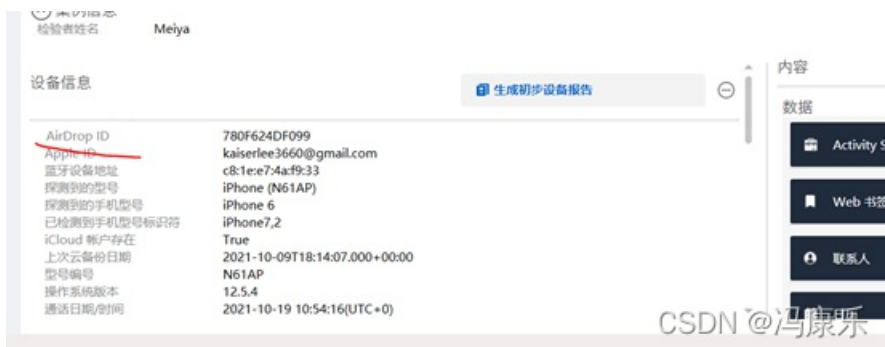 案例信息
检验者姓名 Meiya
设备信息
生成初步设备报告
AirDrop ID 780F624DF099
Apple ID kaiserlee3660@gmail.com
蓝牙设备地址 c8:1e:e7:4a:f9:33
探测到的型号 iPhone (N61AP)
探测到的手机型号 iPhone 6
已检测到手机型号标识符 iPhone7,2
iCloud 帐户存在 True
上次云备份日期 2021-10-09T18:14:07.000+00:00
型号编号 N61AP
操作系统版本 12.5.4
通话日期/时间 2021-10-19 10:54:16(UTC+0)
内容
数据
Activity S
Web 书签
联系人
CSDN @冯康乐